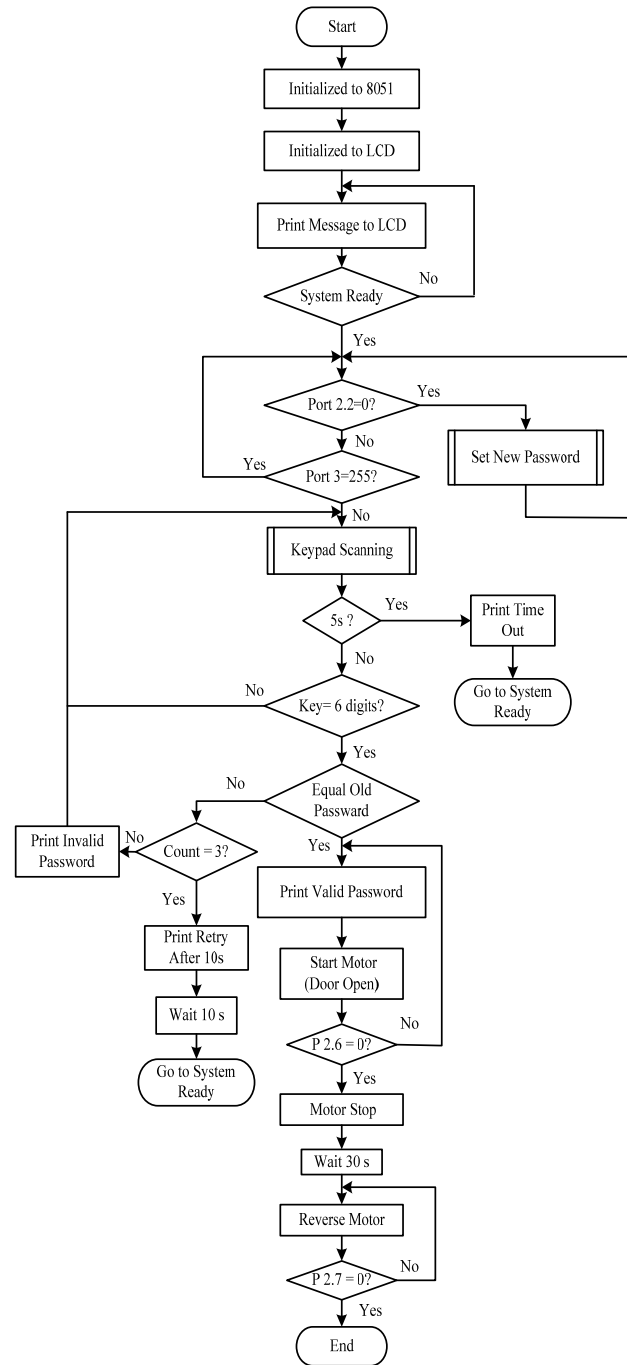 Start
Initialized to 8051
Initialized to LCD
Print Message to LCD
No
System Ready
Yes
Port 2.2=0?
Yes
No
Set New Password
Yes
Port 3=255?
No
Keypad Scanning
5s ?
Yes
Print Time
Out
No
Go to System
Ready
No
Key= 6 digits?
Yes
No
Equal Old
Passward
Print Invalid
Password
No
Count = 3?
Yes
Print Valid Password
Yes
Print Retry
After 10s
Start Motor
(Door Open)
Wait 10 s
No
P 2.6 = 0?
Go to System
Ready
Yes
Motor Stop
Wait 30 s
Reverse Motor
No
P 2.7 = 0?
Yes
End